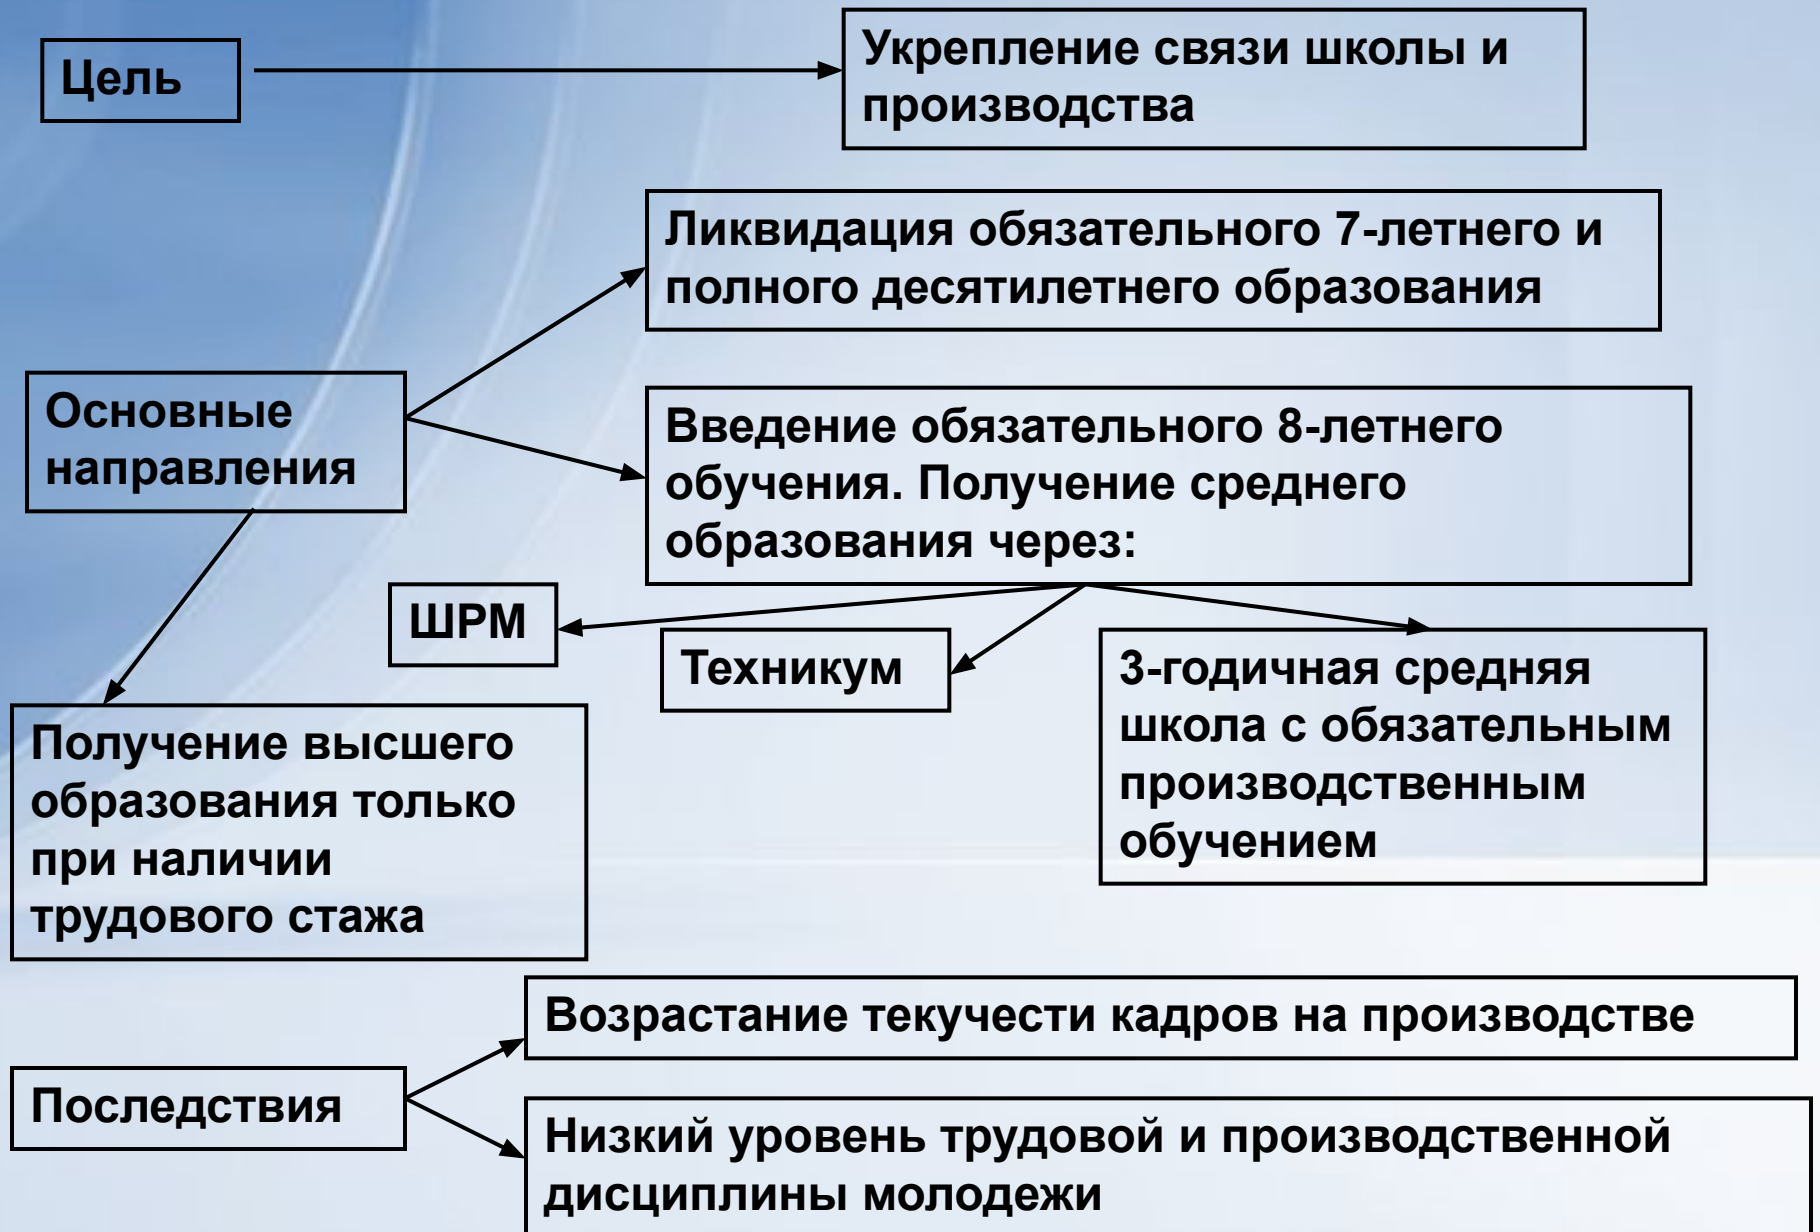 Цель
Укрепление связи школы и
производства
Ликвидация обязательного 7-летнего и
полного десятилетнего образования
Основные
направления
Введение обязательного 8-летнего
обучения. Получение среднего
образования через:
ШРМ
Техникум
3-годичная средняя
школа с обязательным
производственным
обучением
Получение высшего
образования только
при наличии
трудового стажа
Возрастание текучести кадров на производстве
Последствия
Низкий уровень трудовой и производственной
дисциплины молодежи